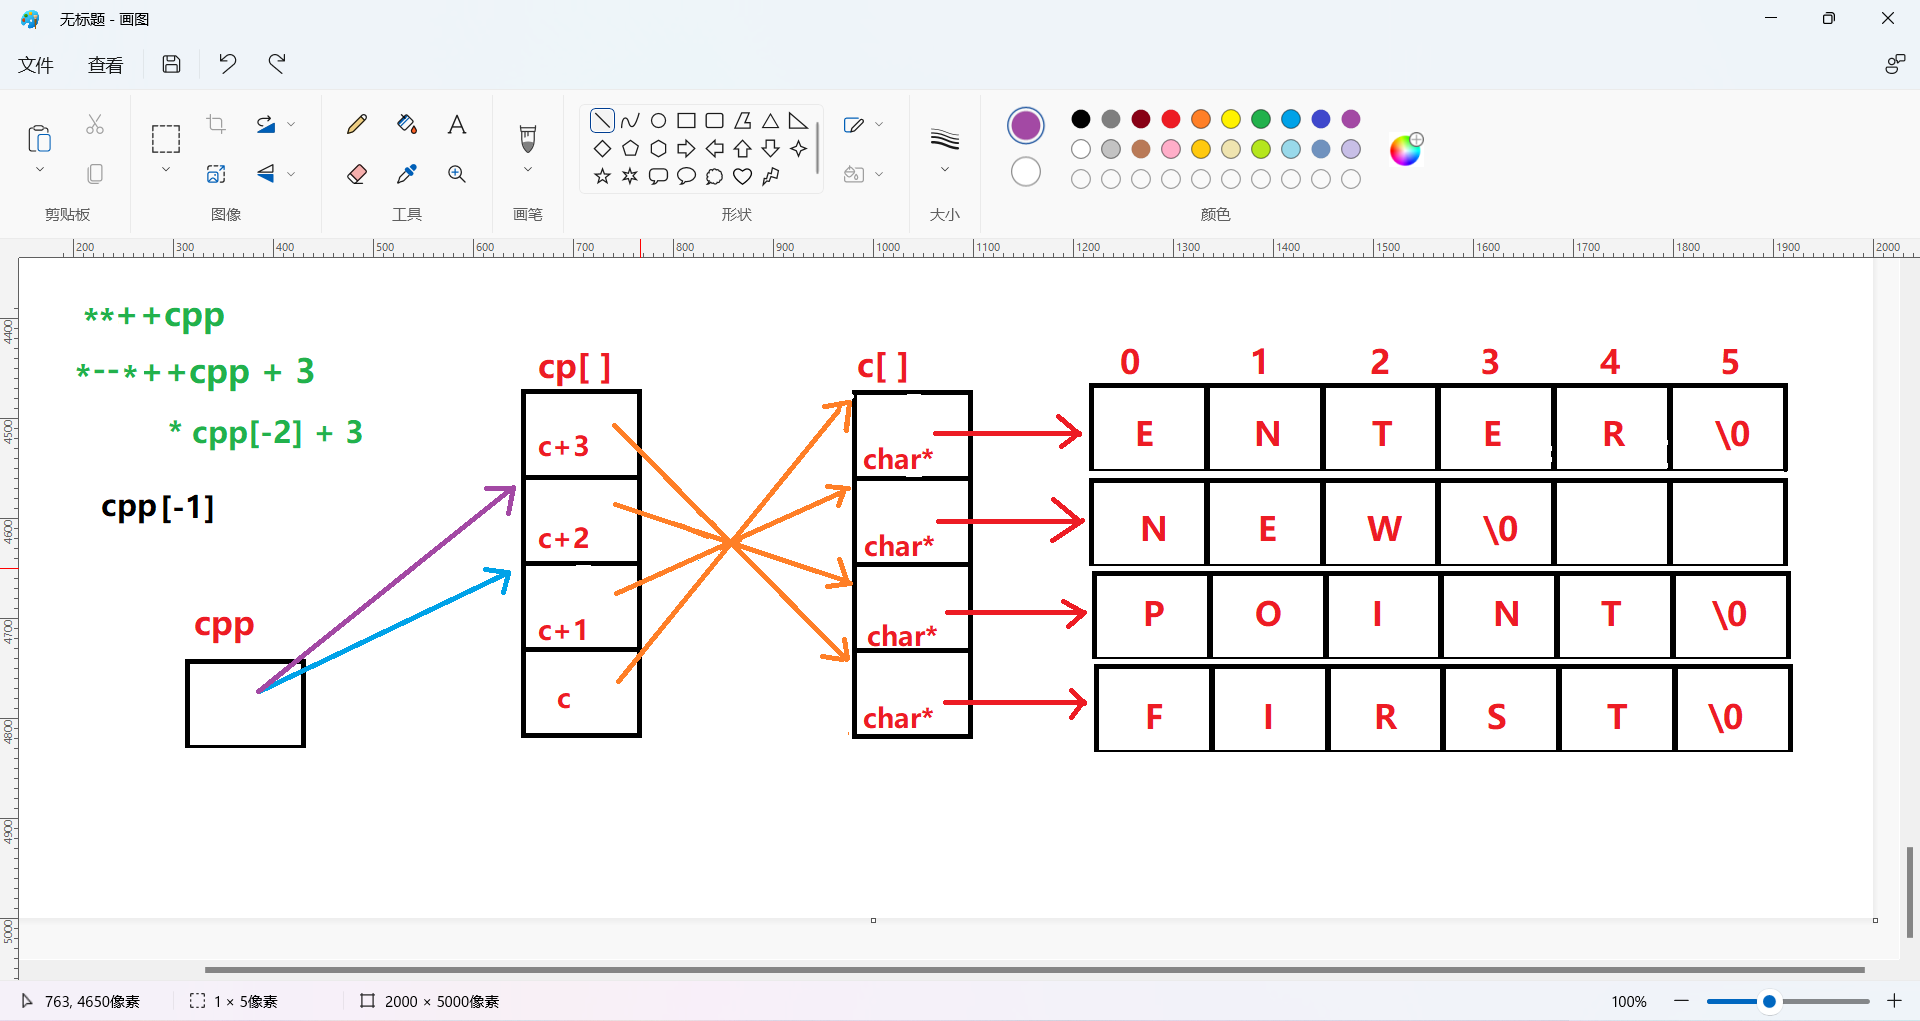 无标题 - 画图
文件 查看
剪贴板 图像 工具 画笔 形状 大小 颜色
200 300 400 500 600 700 800 900 1000 1100 1200 1300 1400 1500 1600 1700 1800 1900 2000
4400
4500
4600
4700
4800
4900
5000
**++cpp
*--*++cpp + 3
* cpp[-2] + 3
cpp[-1]
cpp
cp[ ]
c+3
c+2
c+1
c
c[ ]
char*
char*
char*
char*
0 1 2 3 4 5
E N T E R \0
N E W \0
P O I N T \0
F I R S T \0
763, 4650像素 1 × 5像素 2000 × 5000像素 100%